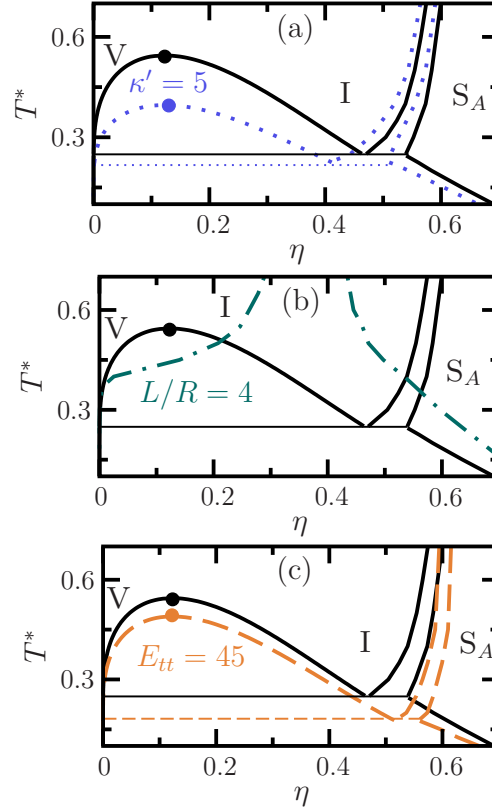 (a)
0.6
V
κ′ = 5
I
S_A
T*
0.3
0 0.2 0.4 0.6
η
(b)
0.6
I
V
S_A
T*
L/R = 4
0.3
0 0.2 0.4 0.6
η
(c)
0.6
V
I
S_A
T*
E_tt = 45
0.3
0 0.2 0.4 0.6
η